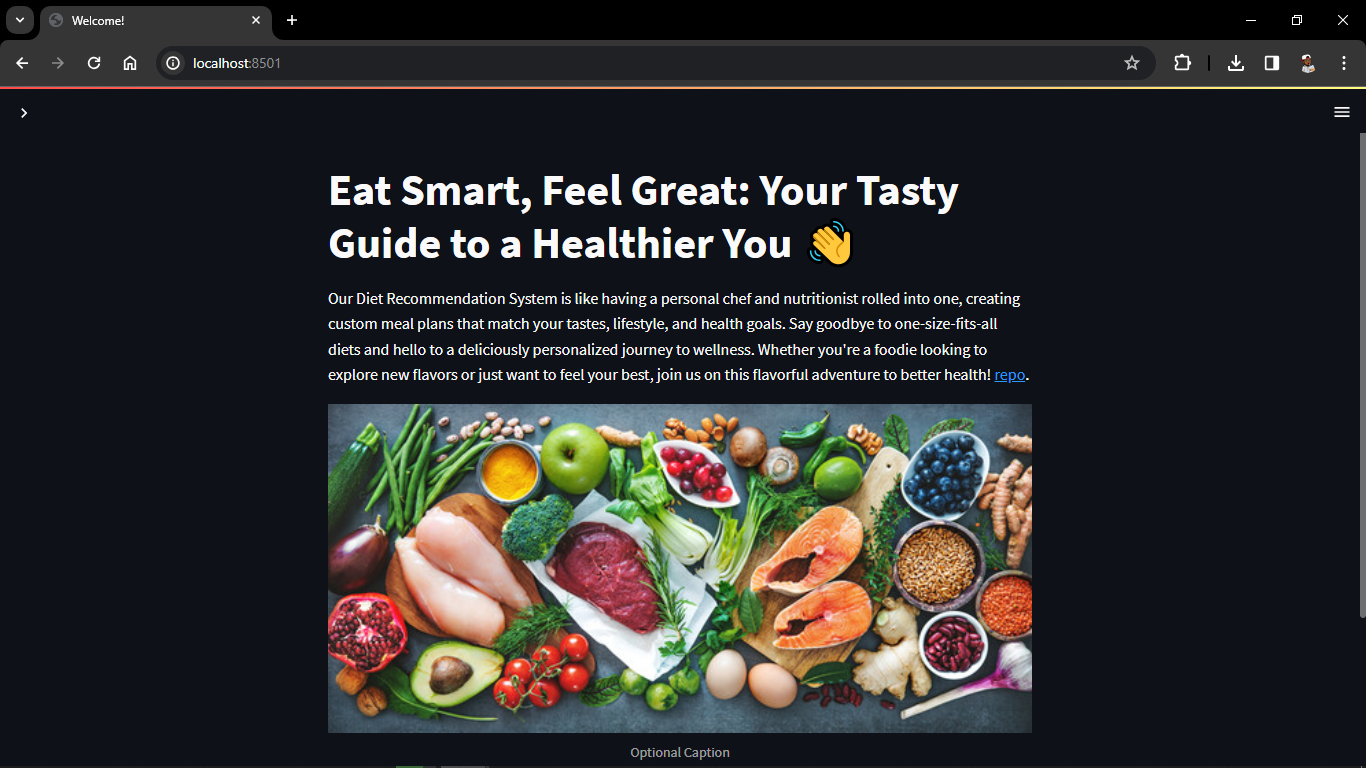 Welcome!
localhost:8501
Eat Smart, Feel Great: Your Tasty
Guide to a Healthier You 👋
Our Diet Recommendation System is like having a personal chef and nutritionist rolled into one, creating
custom meal plans that match your tastes, lifestyle, and health goals. Say goodbye to one-size-fits-all
diets and hello to a deliciously personalized journey to wellness. Whether you're a foodie looking to
explore new flavors or just want to feel your best, join us on this flavorful adventure to better health! repo.
Optional Caption